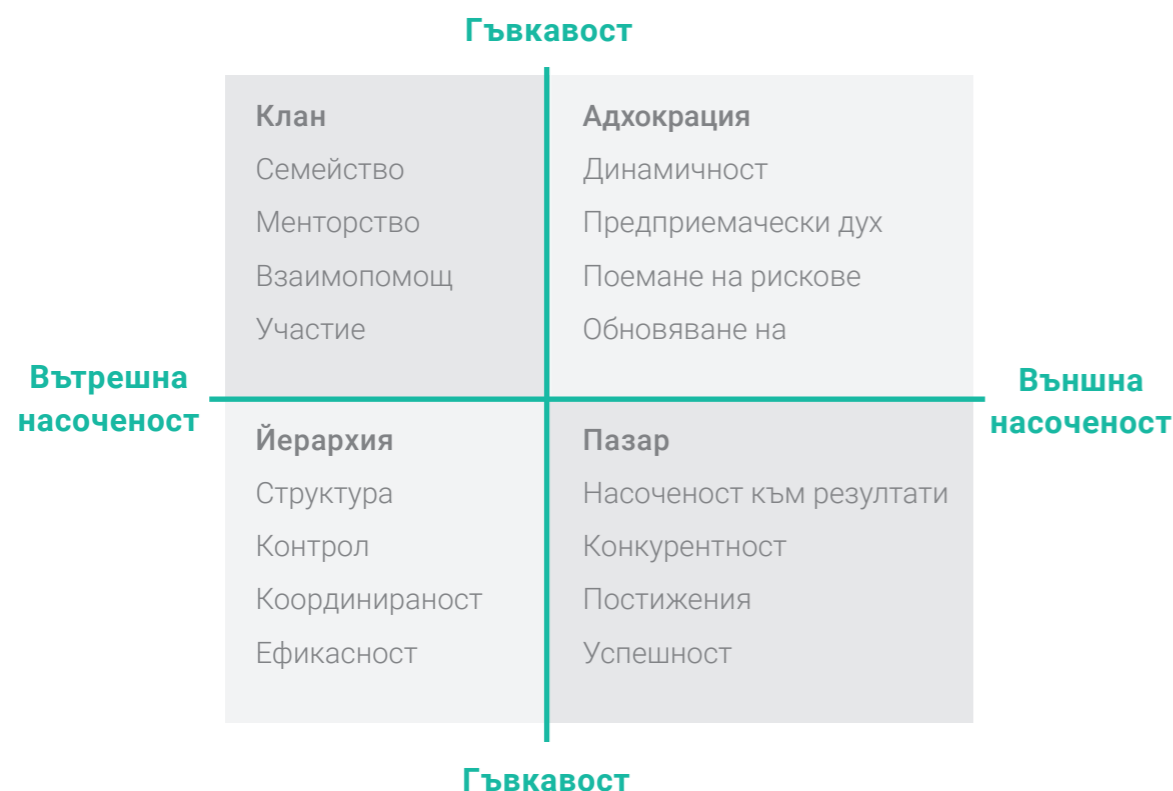 Гъвкавост
Клан
Семейство
Менторство
Взаимопомощ
Участие
Адхокрация
Динамичност
Предприемачески дух
Поемане на рискове
Обновяване на
Вътрешна
насоченост
Външна
насоченост
Йерархия
Структура
Контрол
Координираност
Ефикасност
Пазар
Насоченост към резултати
Конкурентност
Постижения
Успешност
Гъвкавост